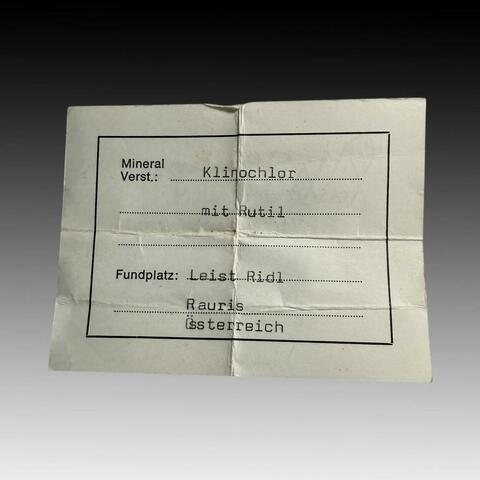 Mineral
Verst.: Klinochlor
mit Rutil
Fundplatz: Leist Ridl
Rauris
Österreich